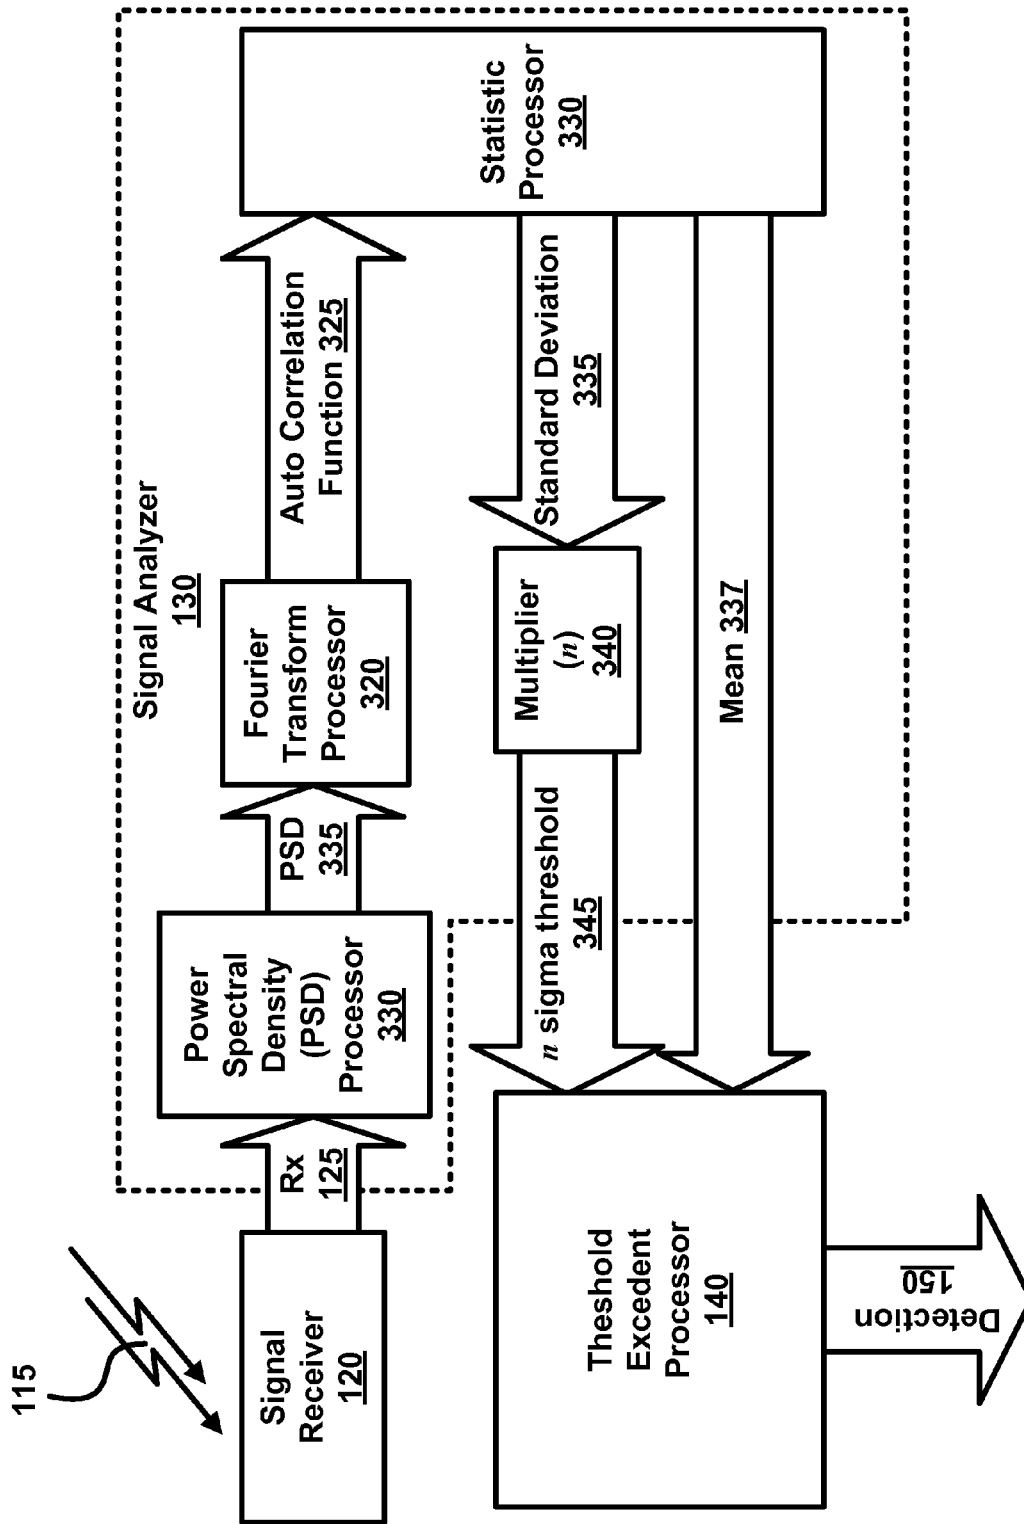 115
Signal
Receiver
120
Rx
125
Signal Analyzer
130
Power
Spectral
Density
(PSD)
Processor
330
PSD
335
Fourier
Transform
Processor
320
Auto Correlation
Function 325
Statistic
Processor
330
Standard Deviation
335
Multiplier
(n)
340
n sigma threshold
345
Mean 337
Theshold
Excedent
Processor
140
Detection
150